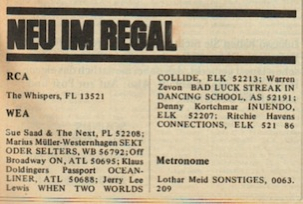 NEU IM REGAL
RCA
The Whispers, FL 13521
WEA
Sue Saad & The Next, PL 52208;
Marius Müller-Westernhagen SEKT
ODER SELTERS, WB 56792; Off
Broadway ON, ATL 50695; Klaus
Doldingers Passport OCEAN-
LINER, ATL 50688; Jerry Lee
Lewis WHEN TWO WORLDS
COLLIDE, ELK 52213; Warren
Zevon BAD LUCK STREAK IN
DANCING SCHOOL, AS 52191;
Denny Kortchmar INUENDO,
ELK 52207; Ritchie Havens
CONNECTIONS, ELK 521 86
Metronome
Lothar Meid SONSTIGES, 0063.
209